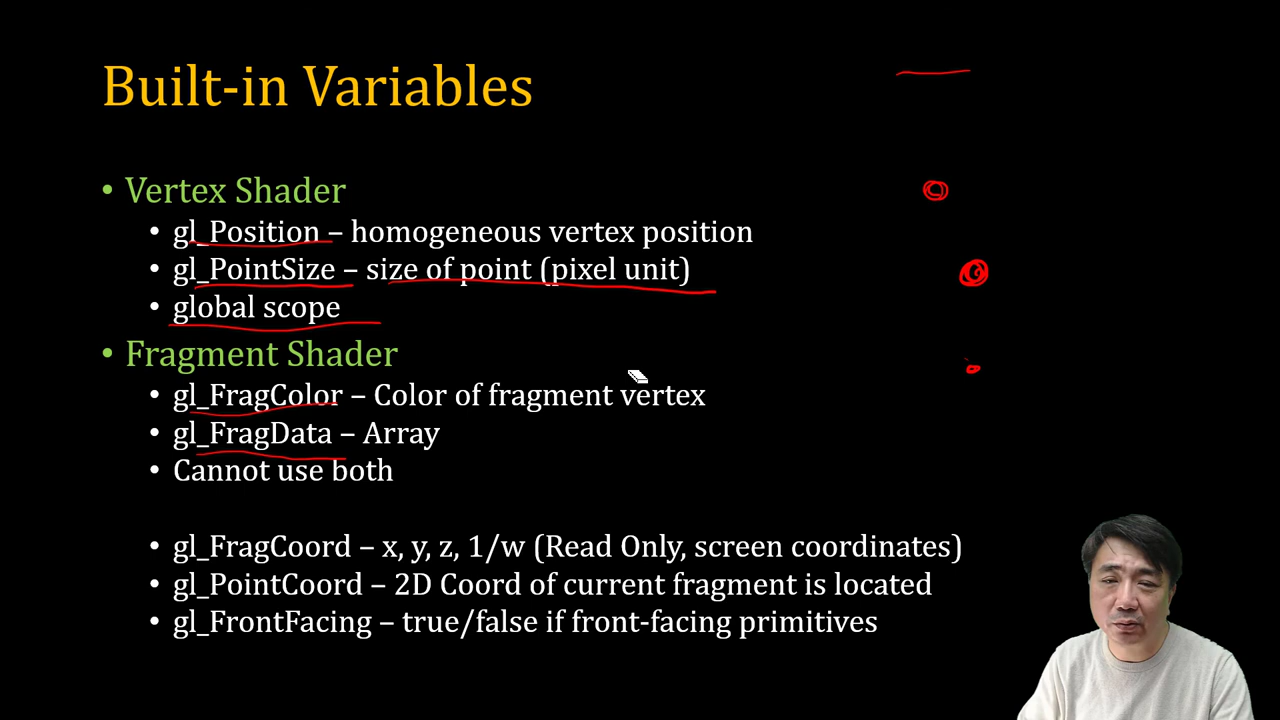 Built-in Variables
• Vertex Shader
• gl_Position – homogeneous vertex position
• gl_PointSize – size of point (pixel unit)
• global scope
• Fragment Shader
• gl_FragColor – Color of fragment vertex
• gl_FragData – Array
• Cannot use both
• gl_FragCoord – x, y, z, 1/w (Read Only, screen coordinates)
• gl_PointCoord – 2D Coord of current fragment is located
• gl_FrontFacing – true/false if front-facing primitives